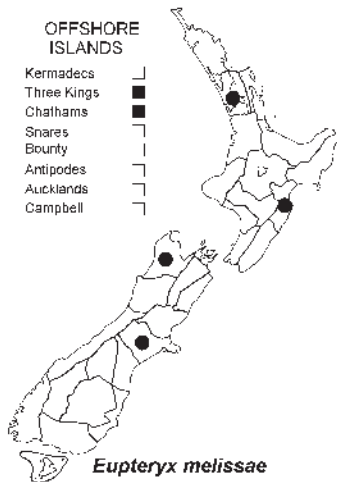 OFFSHORE
ISLANDS
Kermadecs
Three Kings
Chathams
Snares
Bounty
Antipodes
Aucklands
Campbell
Eupteryx melissae